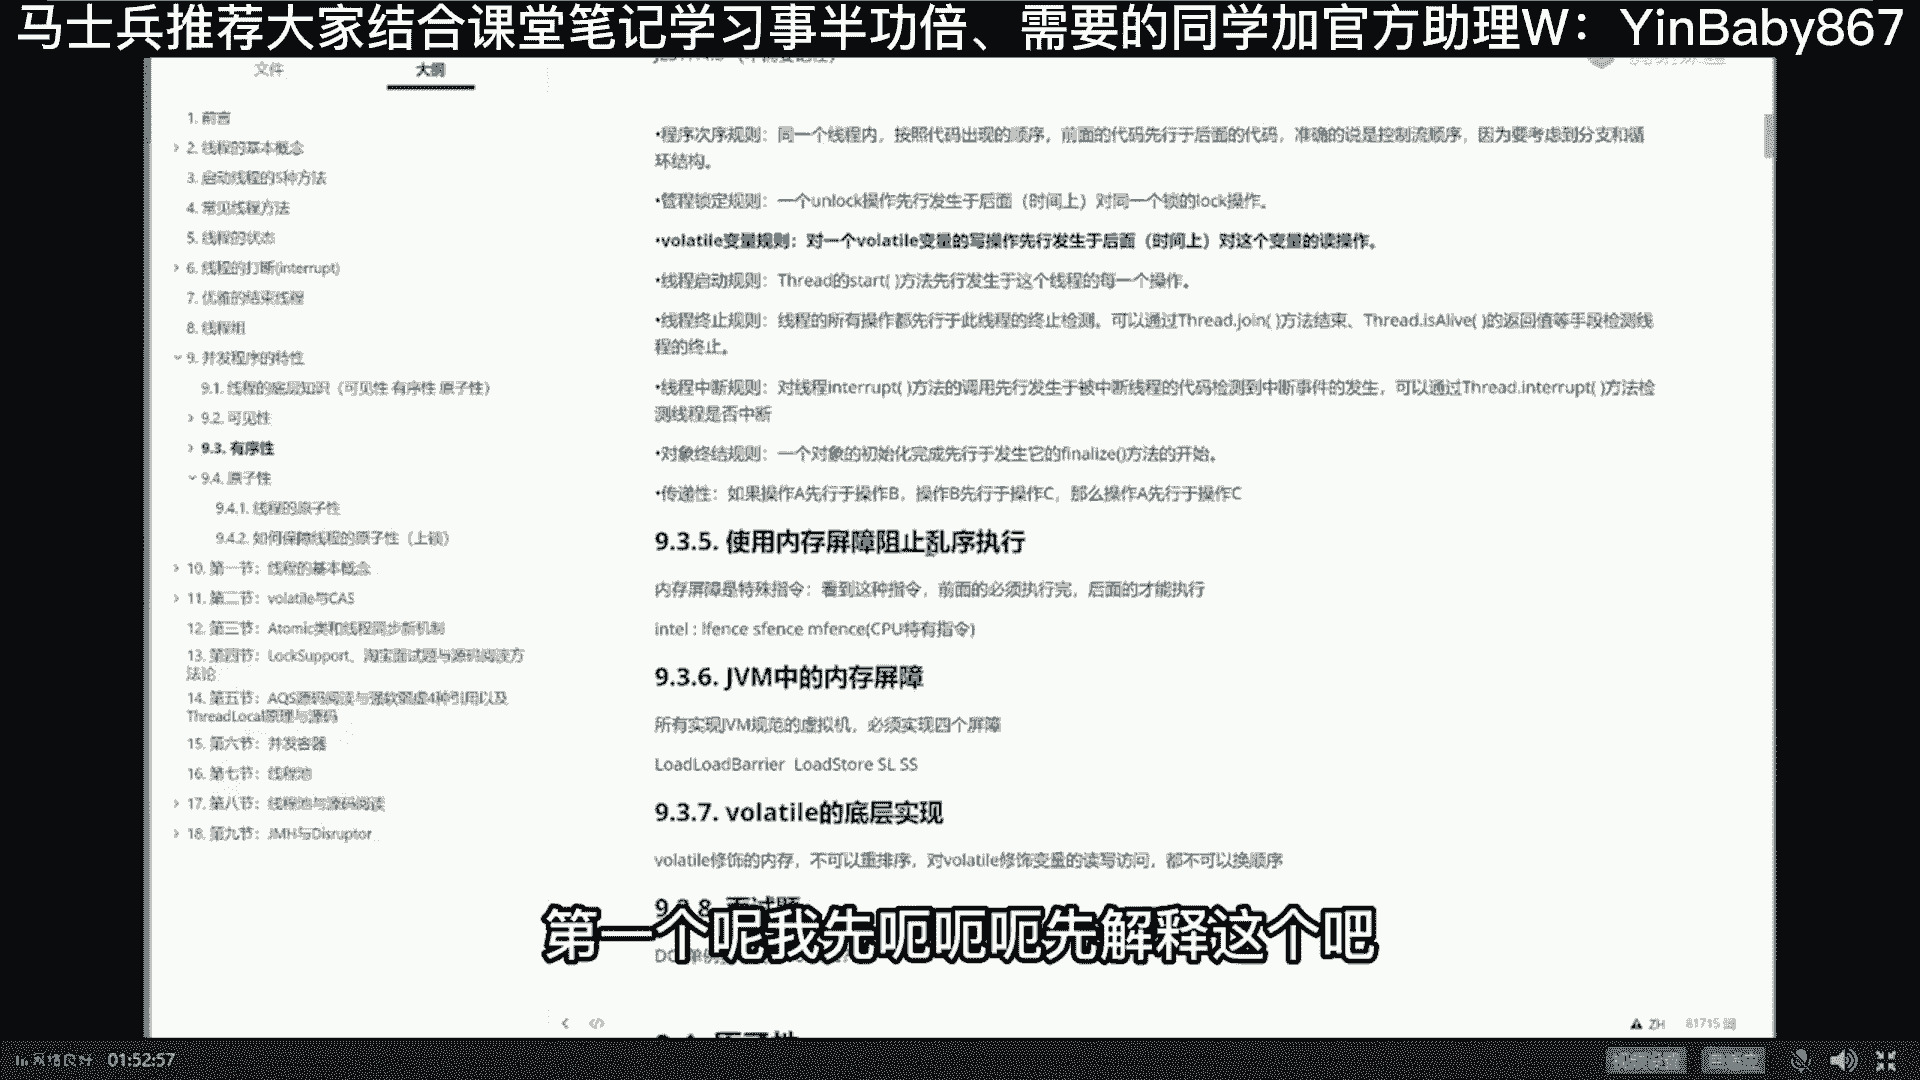 马士兵推荐大家结合课堂笔记学习事半功倍、需要的同学加官方助理W：YinBaby867
文件
大纲
1. 前言
2. 线程的基本概念
3. 启动线程的5种方法
4. 常见线程方法
5. 线程的状态
6. 线程的打断(interrupt)
7. 优雅的结束线程
8. 线程组
9. 并发程序的特性
9.1. 线程的底层知识（可见性 有序性 原子性）
9.2. 可见性
9.3. 有序性
9.4. 原子性
9.4.1. 线程的原子性
9.4.2. 如何保障线程的原子性（上锁）
10. 第一节：线程的基本概念
11. 第二节：volatile与CAS
12. 第三节：Atomic类和线程同步新机制
13. 第四节：LockSupport、淘宝面试题与源码阅读方
法论
14. 第五节：AQS源码阅读与强软弱虚4种引用以及
ThreadLocal原理与源码
15. 第六节：并发容器
16. 第七节：线程池
17. 第八节：线程池与源码阅读
18. 第九节：JMH与Disruptor
•程序次序规则：同一个线程内，按照代码出现的顺序，前面的代码先行于后面的代码，准确的说是控制流顺序，因为要考虑到分支和循
环结构。
•管程锁定规则：一个unlock操作先行发生于后面（时间上）对同一个锁的lock操作。
•volatile变量规则：对一个volatile变量的写操作先行发生于后面（时间上）对这个变量的读操作。
•线程启动规则：Thread的start( )方法先行发生于这个线程的每一个操作。
•线程终止规则：线程的所有操作都先行于此线程的终止检测。可以通过Thread.join( )方法结束、Thread.isAlive( )的返回值等手段检测线
程的终止。
•线程中断规则：对线程interrupt( )方法的调用先行发生于被中断线程的代码检测到中断事件的发生，可以通过Thread.interrupt( )方法检
测线程是否中断
•对象终结规则：一个对象的初始化完成先行于发生它的finalize()方法的开始。
•传递性：如果操作A先行于操作B，操作B先行于操作C，那么操作A先行于操作C
9.3.5. 使用内存屏障阻止乱序执行
内存屏障是特殊指令：看到这种指令，前面的必须执行完，后面的才能执行
intel : lfence sfence mfence(CPU特有指令)
9.3.6. JVM中的内存屏障
所有实现JVM规范的虚拟机，必须实现四个屏障
LoadLoadBarrier LoadStore SL SS
9.3.7. volatile的底层实现
volatile修饰的内存，不可以重排序，对volatile修饰变量的读写访问，都不可以换顺序
9.3.8. 面试题
第一个呢我先呃呃呃先解释这个吧
ZH
81715 词
网络良好
01:52:57